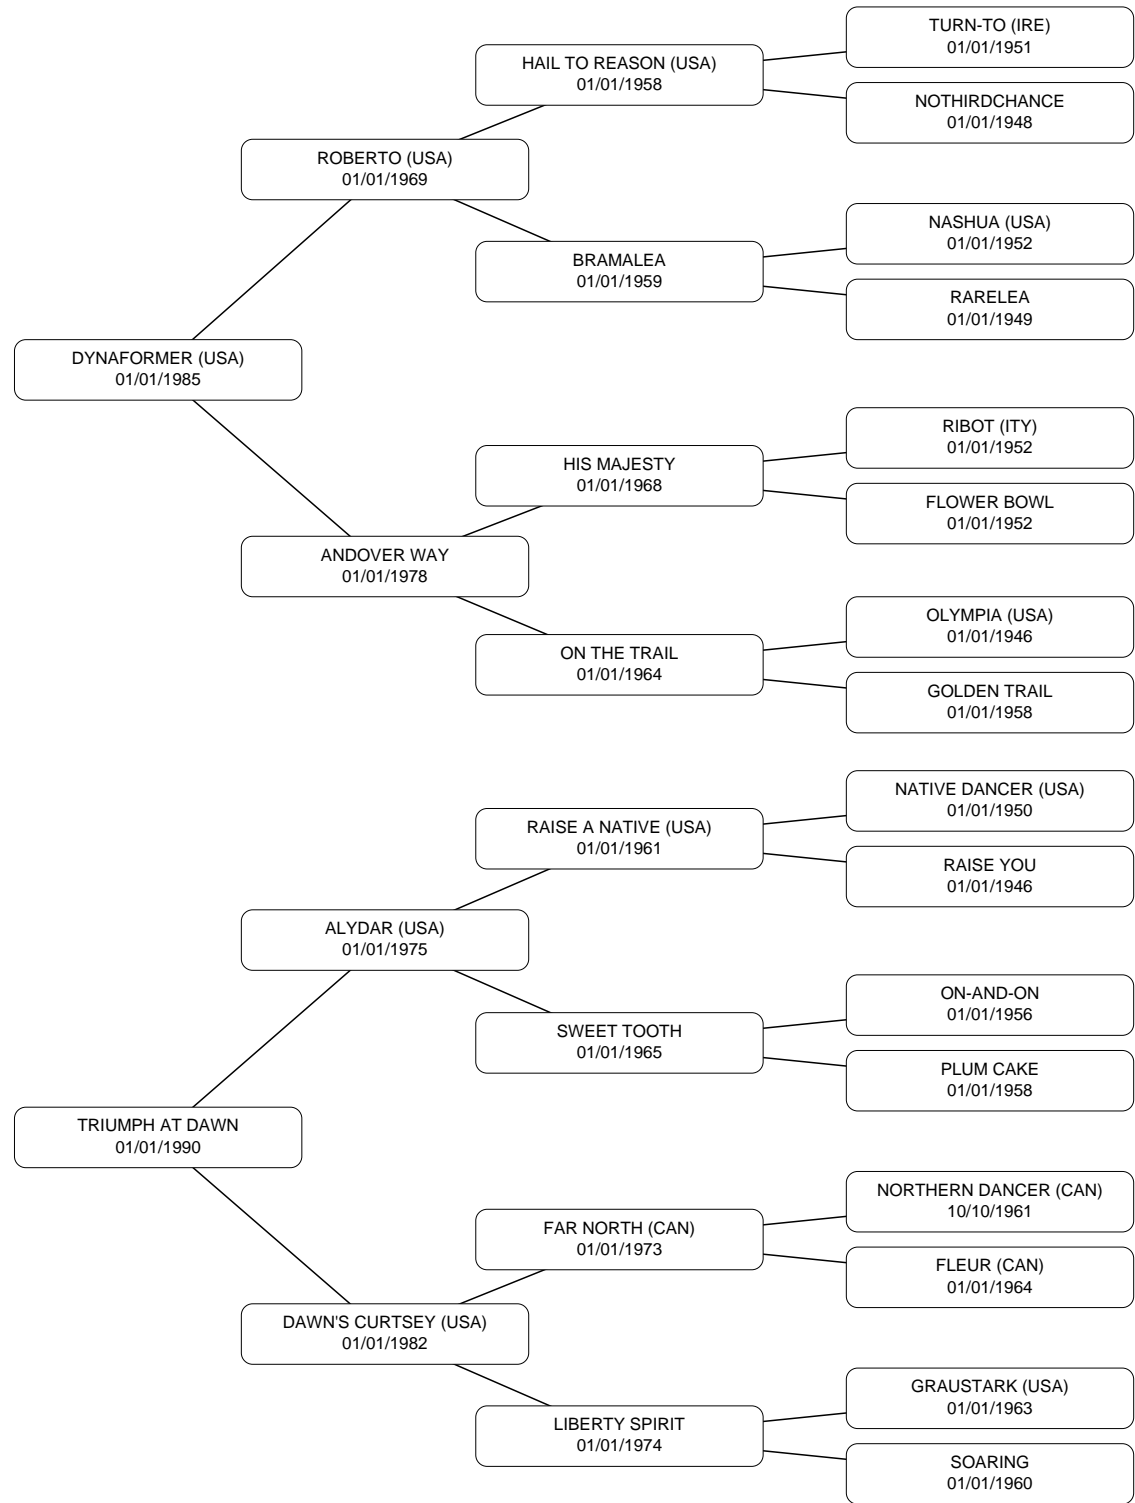 TURN-TO (IRE)
01/01/1951
HAIL TO REASON (USA)
01/01/1958
NOTHIRDCHANCE
01/01/1948
ROBERTO (USA)
01/01/1969
NASHUA (USA)
01/01/1952
BRAMALEA
01/01/1959
RARELEA
01/01/1949
DYNAFORMER (USA)
01/01/1985
RIBOT (ITY)
01/01/1952
HIS MAJESTY
01/01/1968
FLOWER BOWL
01/01/1952
ANDOVER WAY
01/01/1978
OLYMPIA (USA)
01/01/1946
ON THE TRAIL
01/01/1964
GOLDEN TRAIL
01/01/1958
NATIVE DANCER (USA)
01/01/1950
RAISE A NATIVE (USA)
01/01/1961
RAISE YOU
01/01/1946
ALYDAR (USA)
01/01/1975
ON-AND-ON
01/01/1956
SWEET TOOTH
01/01/1965
PLUM CAKE
01/01/1958
TRIUMPH AT DAWN
01/01/1990
NORTHERN DANCER (CAN)
10/10/1961
FAR NORTH (CAN)
01/01/1973
FLEUR (CAN)
01/01/1964
DAWN'S CURTSEY (USA)
01/01/1982
GRAUSTARK (USA)
01/01/1963
LIBERTY SPIRIT
01/01/1974
SOARING
01/01/1960